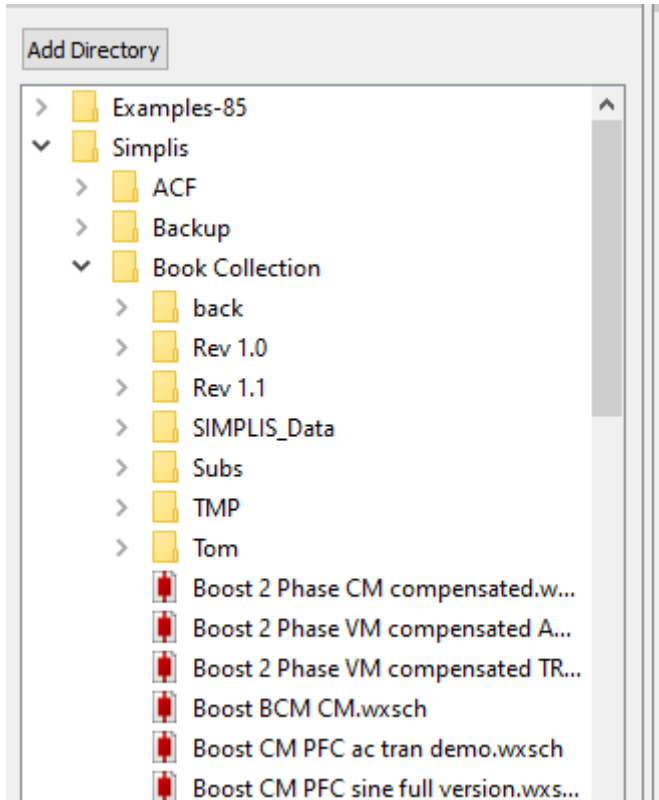 Add Directory
Examples-85
Simplis
ACF
Backup
Book Collection
back
Rev 1.0
Rev 1.1
SIMPLIS_Data
Subs
TMP
Tom
Boost 2 Phase CM compensated.w...
Boost 2 Phase VM compensated A...
Boost 2 Phase VM compensated TR...
Boost BCM CM.wxsch
Boost CM PFC ac tran demo.wxsch
Boost CM PFC sine full version.wxs...